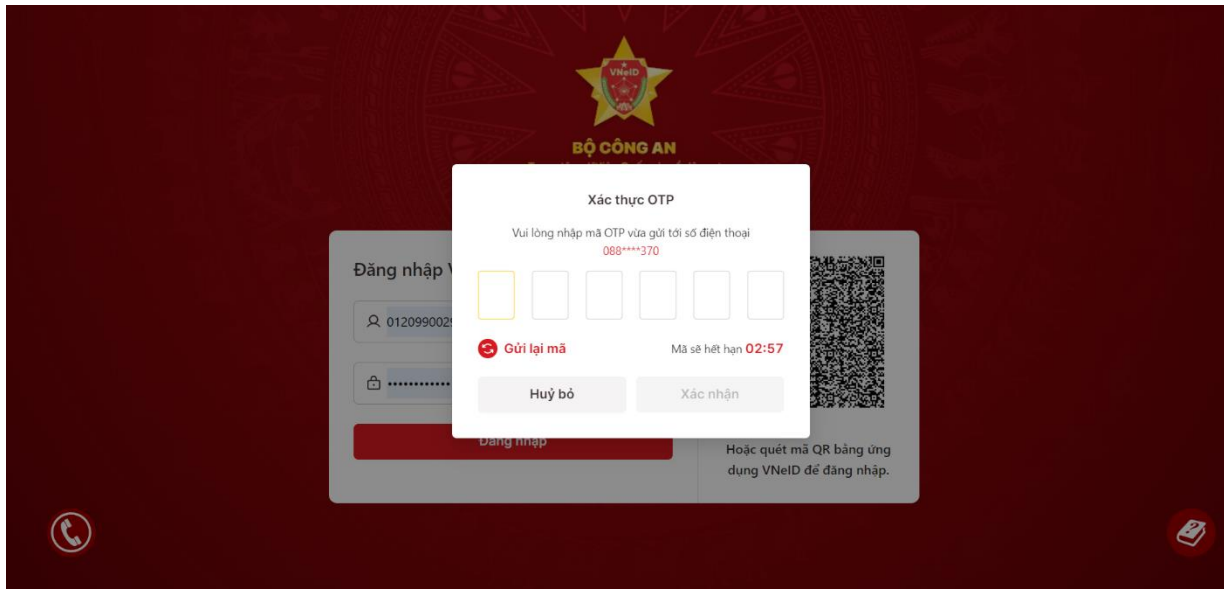 VNeID
BỘ CÔNG AN
Xác thực OTP
Vui lòng nhập mã OTP vừa gửi tới số điện thoại
088****370
Đăng nhập
012099002
Gửi lại mã
Mã sẽ hết hạn 02:57
Huỷ bỏ
Xác nhận
Đăng nhập
Hoặc quét mã QR bằng ứng
dụng VNeID để đăng nhập.